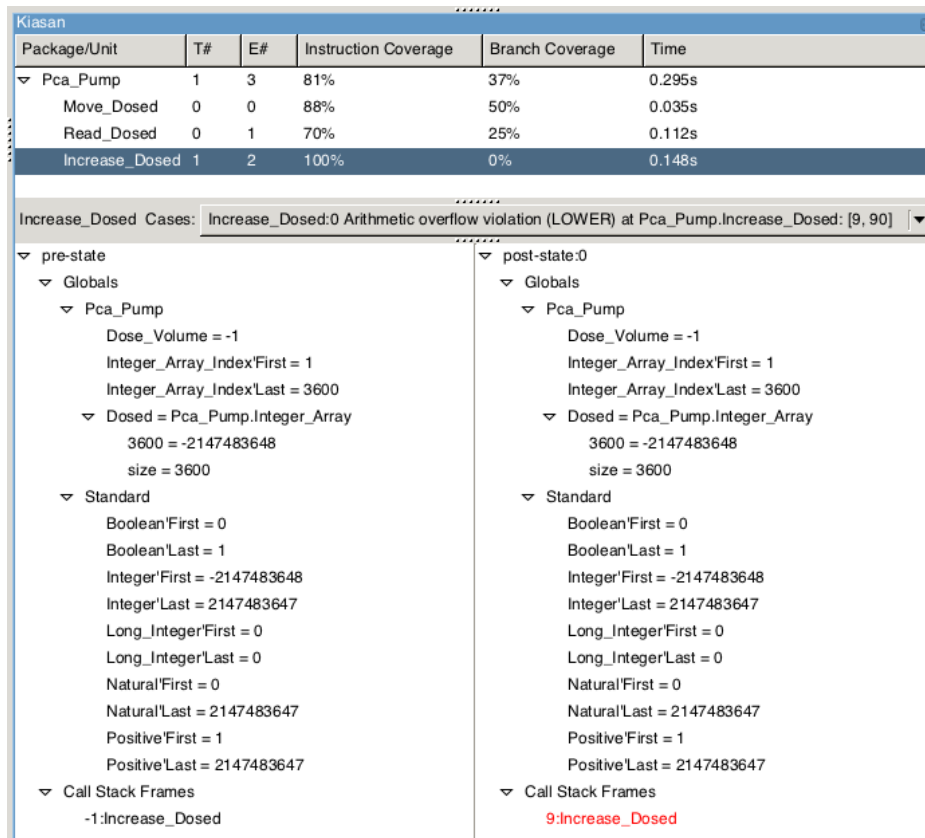 Kiasan
Package/Unit T# E# Instruction Coverage Branch Coverage Time
Pca_Pump 1 3 81% 37% 0.295s
Move_Dosed 0 0 88% 50% 0.035s
Read_Dosed 0 1 70% 25% 0.112s
Increase_Dosed 1 2 100% 0% 0.148s
Increase_Dosed Cases: Increase_Dosed:0 Arithmetic overflow violation (LOWER) at Pca_Pump.Increase_Dosed: [9, 90]
pre-state
Globals
Pca_Pump
Dose_Volume = -1
Integer_Array_Index'First = 1
Integer_Array_Index'Last = 3600
Dosed = Pca_Pump.Integer_Array
3600 = -2147483648
size = 3600
Standard
Boolean'First = 0
Boolean'Last = 1
Integer'First = -2147483648
Integer'Last = 2147483647
Long_Integer'First = 0
Long_Integer'Last = 0
Natural'First = 0
Natural'Last = 2147483647
Positive'First = 1
Positive'Last = 2147483647
Call Stack Frames
-1:Increase_Dosed
post-state:0
Globals
Pca_Pump
Dose_Volume = -1
Integer_Array_Index'First = 1
Integer_Array_Index'Last = 3600
Dosed = Pca_Pump.Integer_Array
3600 = -2147483648
size = 3600
Standard
Boolean'First = 0
Boolean'Last = 1
Integer'First = -2147483648
Integer'Last = 2147483647
Long_Integer'First = 0
Long_Integer'Last = 0
Natural'First = 0
Natural'Last = 2147483647
Positive'First = 1
Positive'Last = 2147483647
Call Stack Frames
9:Increase_Dosed